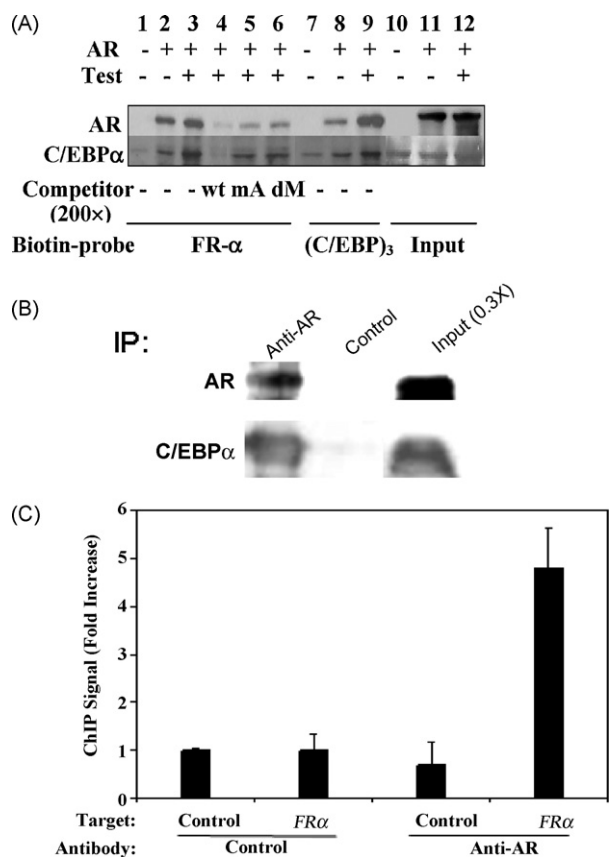 (A)
1 2 3 4 5 6 7 8 9 10 11 12
AR - + + + + + - + + - + +
Test + + + + + +
AR
C/EBPα
Competitor - - - wt mA dM - - -
(200×)
Biotin-probe FR-α (C/EBP)₃ Input
(B)
IP: Anti-AR Control Input (0.3X)
AR
C/EBPα
(C)
ChIP Signal (Fold Increase)
6
5
4
3
2
1
0
Target: Control FRα Control FRα
Antibody: Control Anti-AR